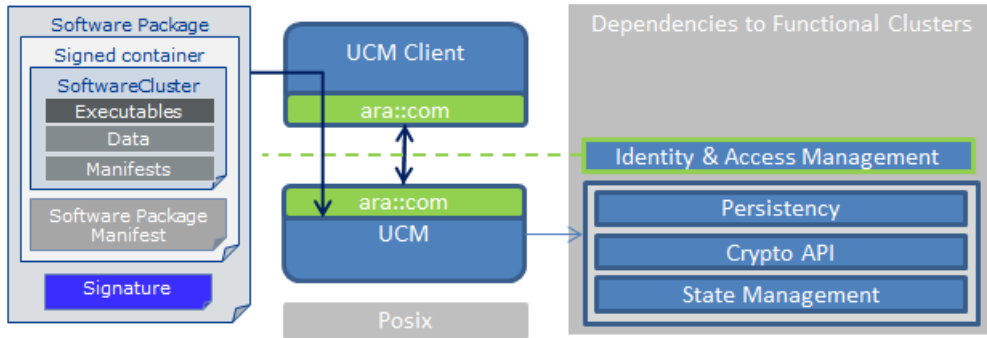 Software Package
Signed container
SoftwareCluster
Executables
Data
Manifests
Software Package
Manifest
Signature
UCM Client
ara::com
ara::com
UCM
Posix
Dependencies to Functional Clusters
Identity & Access Management
Persistency
Crypto API
State Management